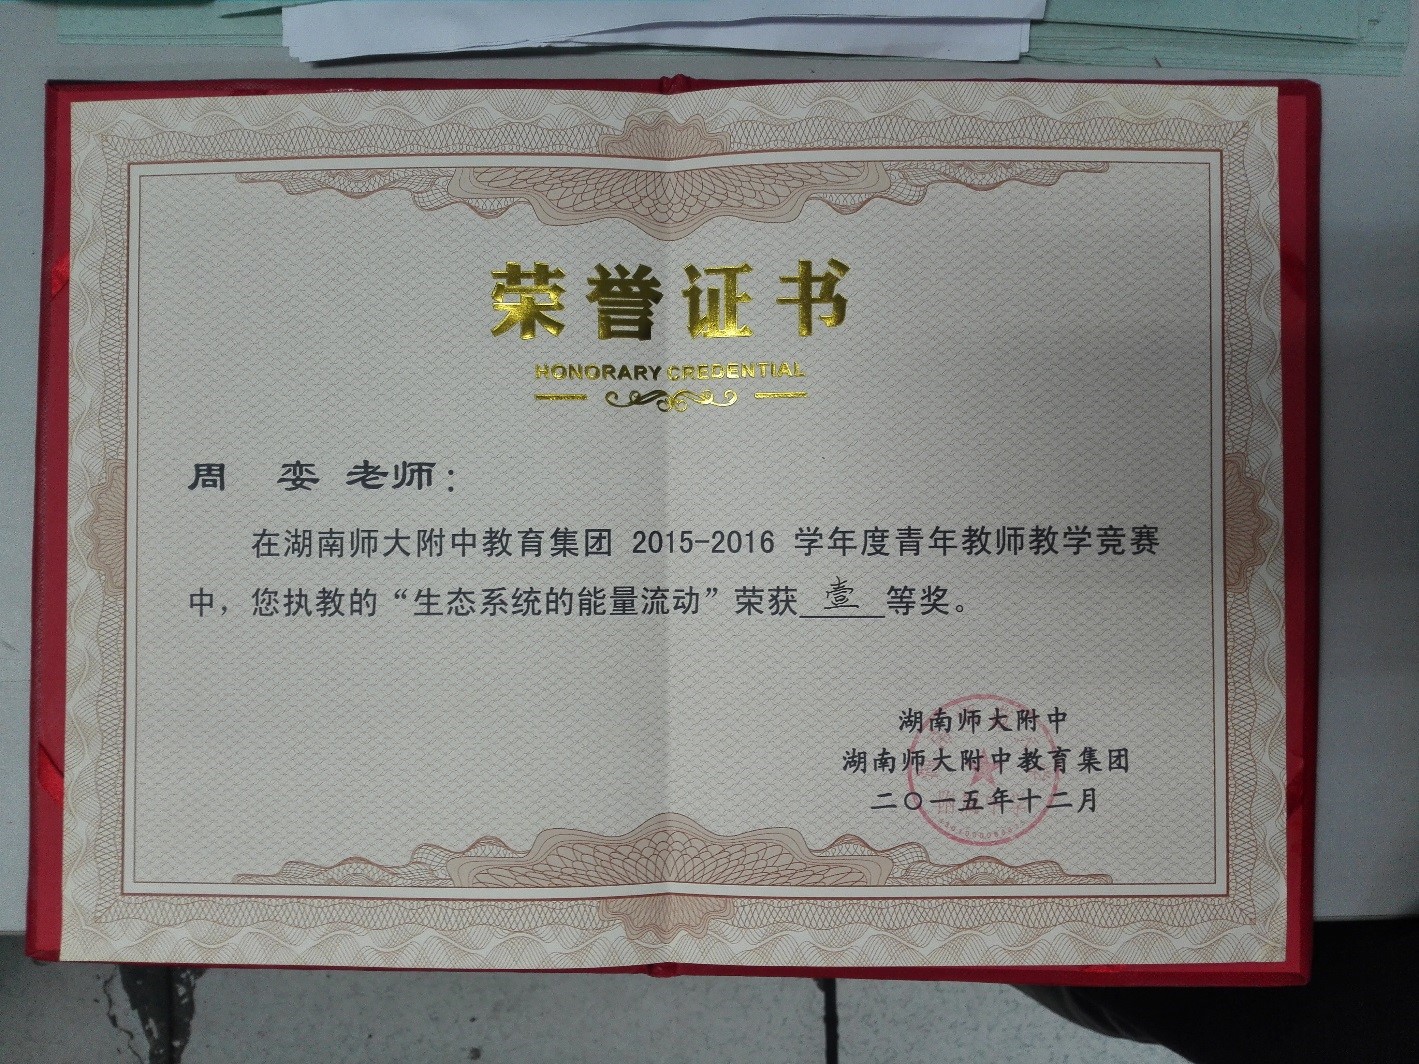 荣誉证书
HONORARY CREDENTIAL
周 娈 老师：
在湖南师大附中教育集团 2015-2016 学年度青年教师教学竞赛
中，您执教的“生态系统的能量流动”荣获 壹 等奖。
湖南师大附中
湖南师大附中教育集团
二〇一五年十二月